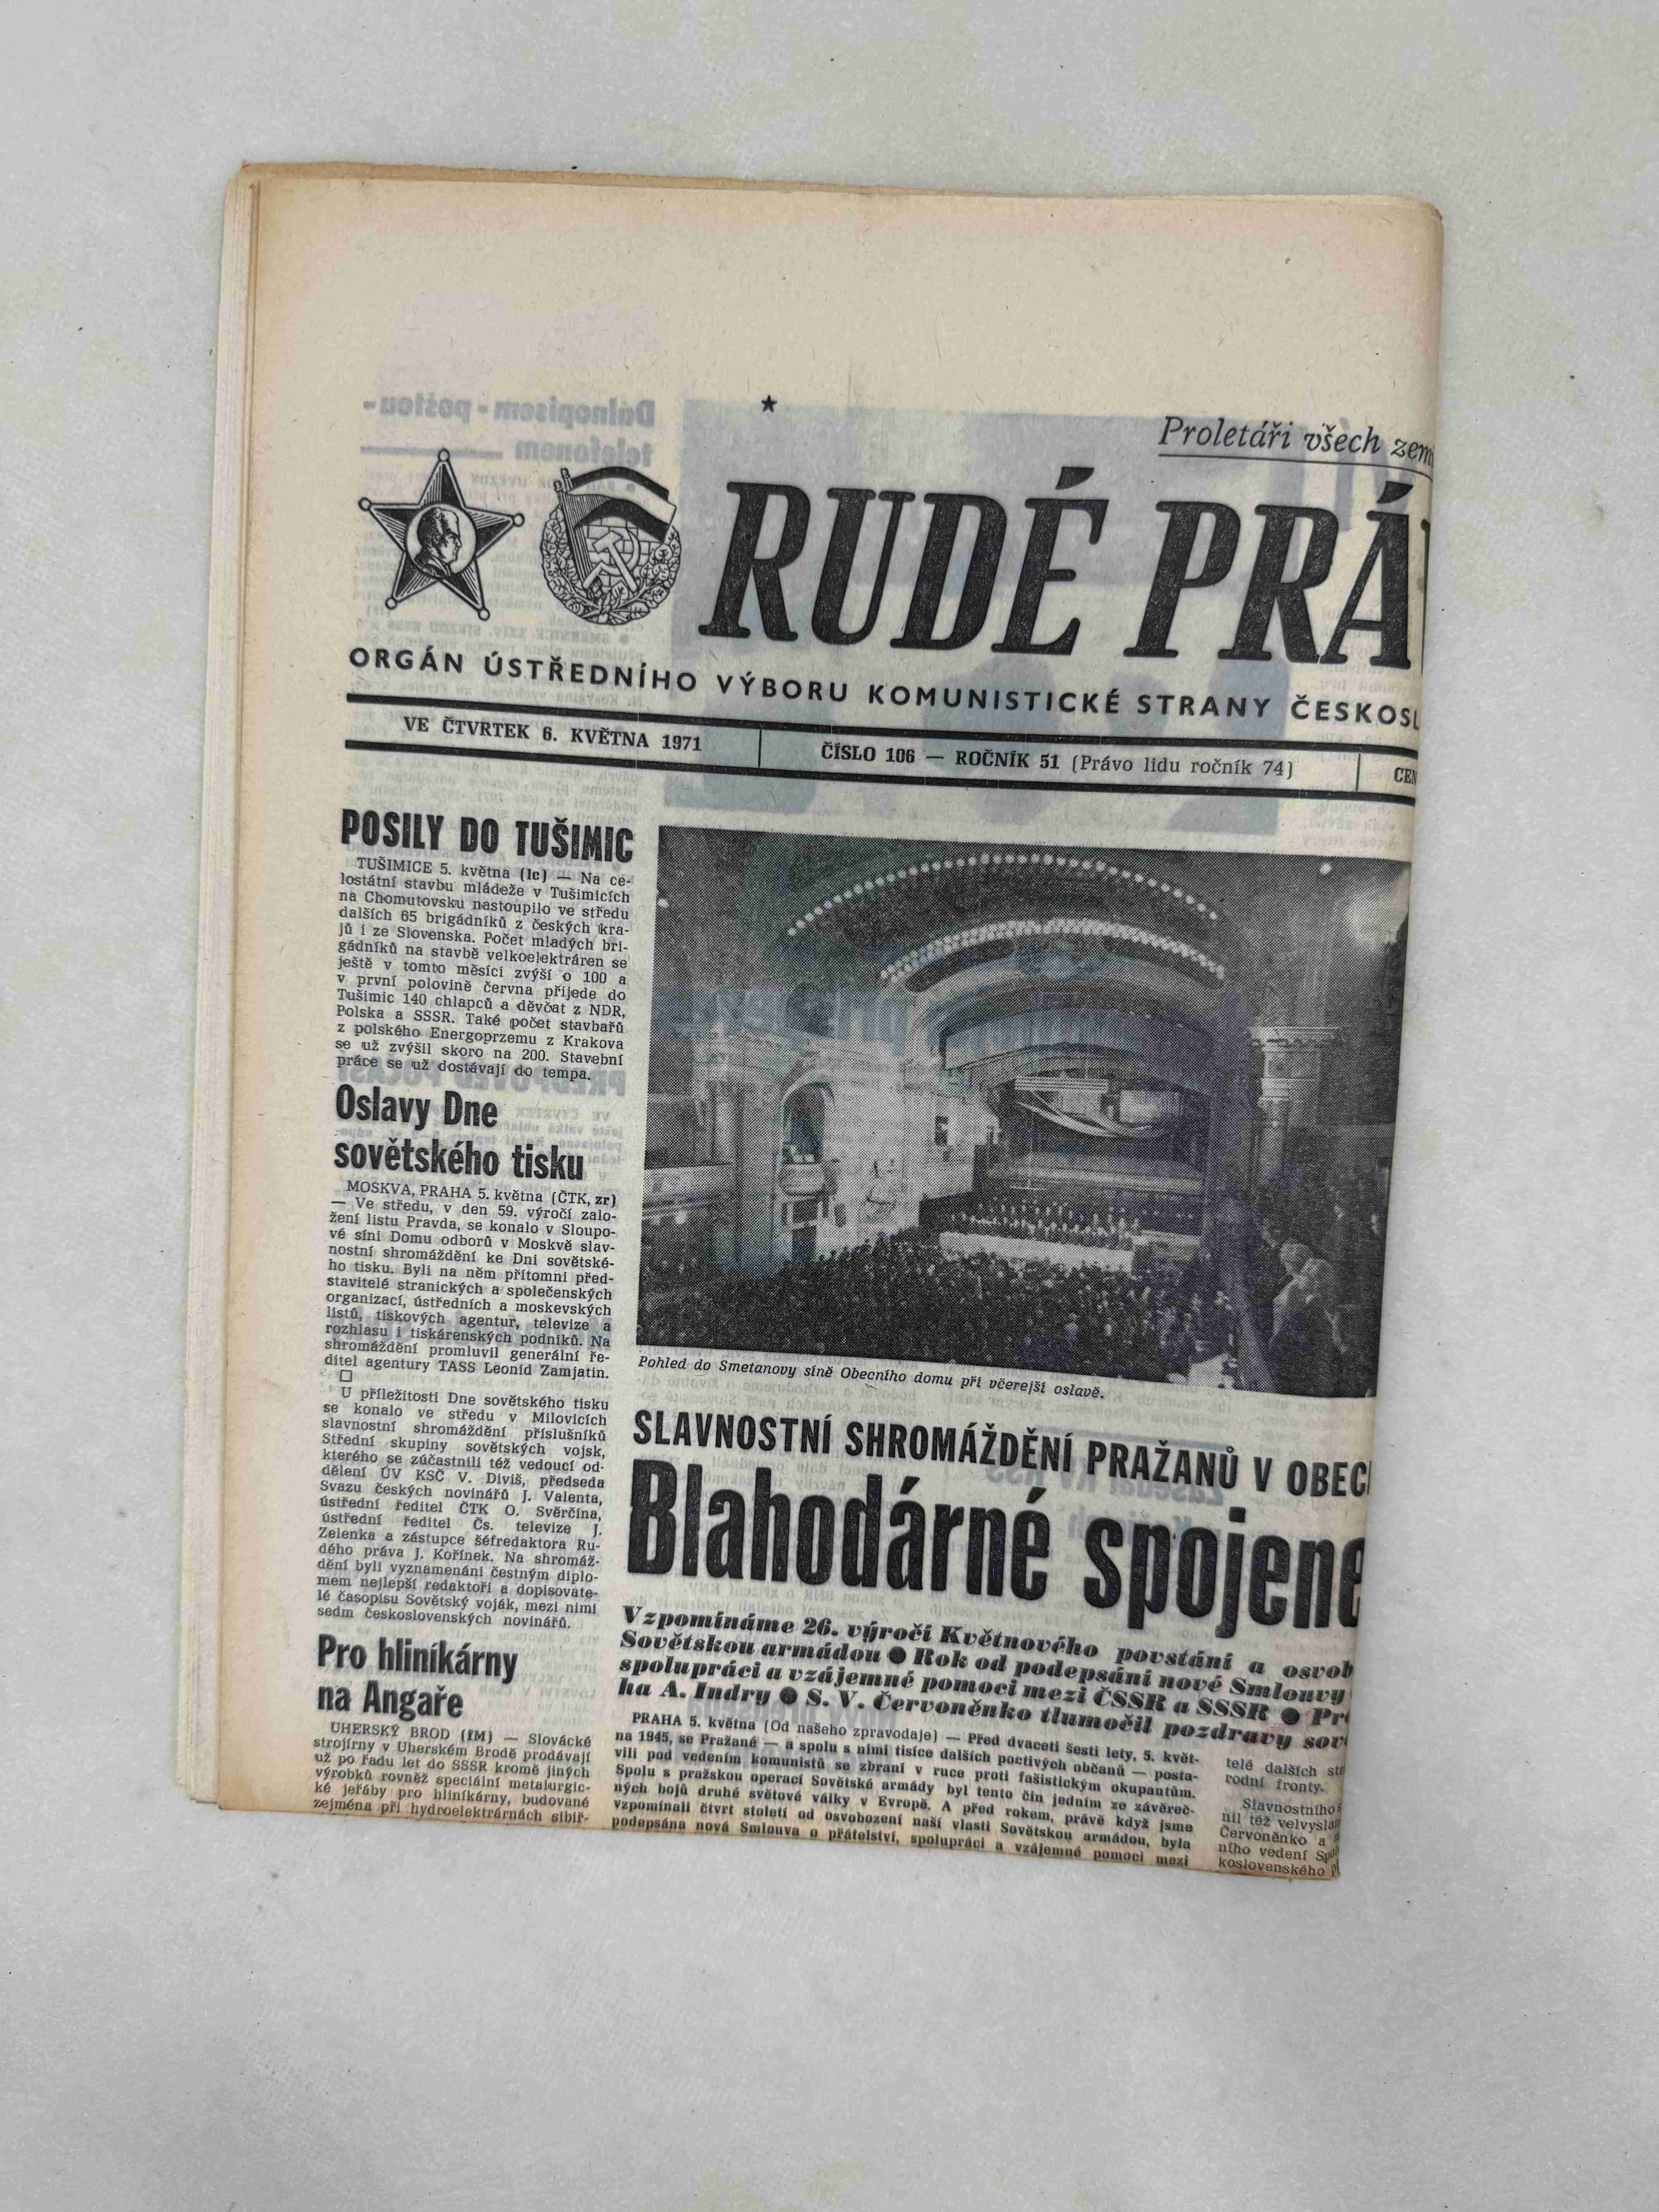 Proletáři všech zem
RUDÉ PRÁ
ORGÁN ÚSTŘEDNÍHO VÝBORU KOMUNISTICKÉ STRANY ČESKOSL
VE ČTVRTEK 6. KVĚTNA 1971
ČÍSLO 106 — ROČNÍK 51 (Právo lidu ročník 74)
CEN
POSILY DO TUŠIMIC
TUŠIMICE 5. května (lc) — Na ce-
lostátní stavbu mládeže v Tušimicích
na Chomutovsku nastoupilo ve středu
dalších 65 brigádníků z českých kra-
jů i ze Slovenska. Počet mladých bri-
gádníků na stavbě velkoelektráren se
ještě v tomto měsíci zvýší o 100 a
v první polovině června přijede do
Tušimic 140 chlapců a děvčat z NDR,
Polska a SSSR. Také počet stavbařů
z polského Energoprzemu z Krakova
se už zvýšil skoro na 200. Stavební
práce se už dostávají do tempa.
Oslavy Dne
sovětského tisku
MOSKVA, PRAHA 5. května (ČTK, zr)
— Ve středu, v den 59. výročí zalo-
žení listu Pravda, se konalo v Sloupo-
vé síni Domu odborů v Moskvě slav-
nostní shromáždění ke Dni sovětské-
ho tisku. Byli na něm přítomni před-
stavitelé stranických a společenských
organizací, ústředních a moskevských
listů, tiskových agentur, televize a
rozhlasu i tiskárenských podniků. Na
shromáždění promluvil generální ře-
ditel agentury TASS Leonid Zamjatin.
U příležitosti Dne sovětského tisku
se konalo ve středu v Milovicích
slavnostní shromáždění příslušníků
Střední skupiny sovětských vojsk,
kterého se zúčastnili též vedoucí od-
dělení ÚV KSČ V. Diviš, předseda
Svazu českých novinářů J. Valenta,
ústřední ředitel ČTK O. Svěrčina,
ústřední ředitel Čs. televize J.
Zelenka a zástupce šéfredaktora Ru-
dého práva J. Kořínek. Na shromáž-
dění byli vyznamenáni čestným diplo-
mem nejlepší redaktoři a dopisovate-
lé časopisu Sovětský voják, mezi nimi
sedm československých novinářů.
Pro hliníkárny
na Angaře
UHERSKÝ BROD (IM) — Slovácké
strojírny v Uherském Brodě prodávají
už po řadu let do SSSR kromě jiných
výrobků rovněž speciální metalurgic-
ké jeřáby pro hliníkárny, budované
zejména při hydroelektrárnách sibiř-
Pohled do Smetanovy síně Obecního domu při včerejší oslavě.
SLAVNOSTNÍ SHROMÁŽDĚNÍ PRAŽANŮ V OBEC
Blahodárné spojene
Vzpomínáme 26. výročí Květnového povstání a osvob
Sovětskou armádou ● Rok od podepsání nové Smlouvy
spolupráci a vzájemné pomoci mezi ČSSR a SSSR ● Pr
ha A. Indry ● S. V. Červoněnko tlumočil pozdravy sov
PRAHA 5. května (Od našeho zpravodaje) — Před dvaceti šesti lety, 5. květ-
na 1945, se Pražané — a spolu s nimi tisíce dalších poctivých občanů — posta-
vili pod vedením komunistů se zbraní v ruce proti fašistickým okupantům.
Spolu s pražskou operací Sovětské armády byl tento čin jedním ze závěreč-
ných bojů druhé světové války v Evropě. A před rokem, právě když jsme
vzpomínali čtvrt století od osvobození naší vlasti Sovětskou armádou, byla
podepsána nová Smlouva o přátelství, spolupráci a vzájemné pomoci mezi
telé dalších str
rodní fronty.
Slavnostního
nil též velvysla
Červoněnko a
ního vedení Spo
koslovenského p